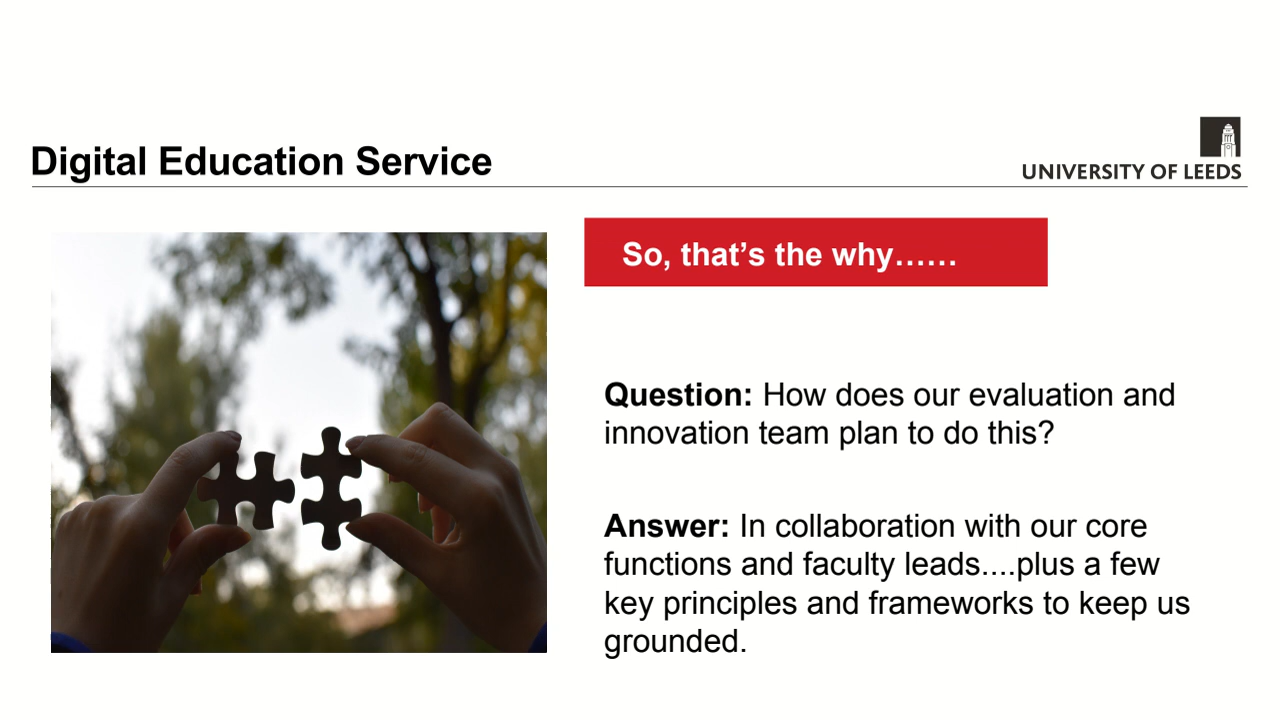 Digital Education Service
UNIVERSITY OF LEEDS
So, that’s the why……
Question: How does our evaluation and
innovation team plan to do this?
Answer: In collaboration with our core
functions and faculty leads....plus a few
key principles and frameworks to keep us
grounded.